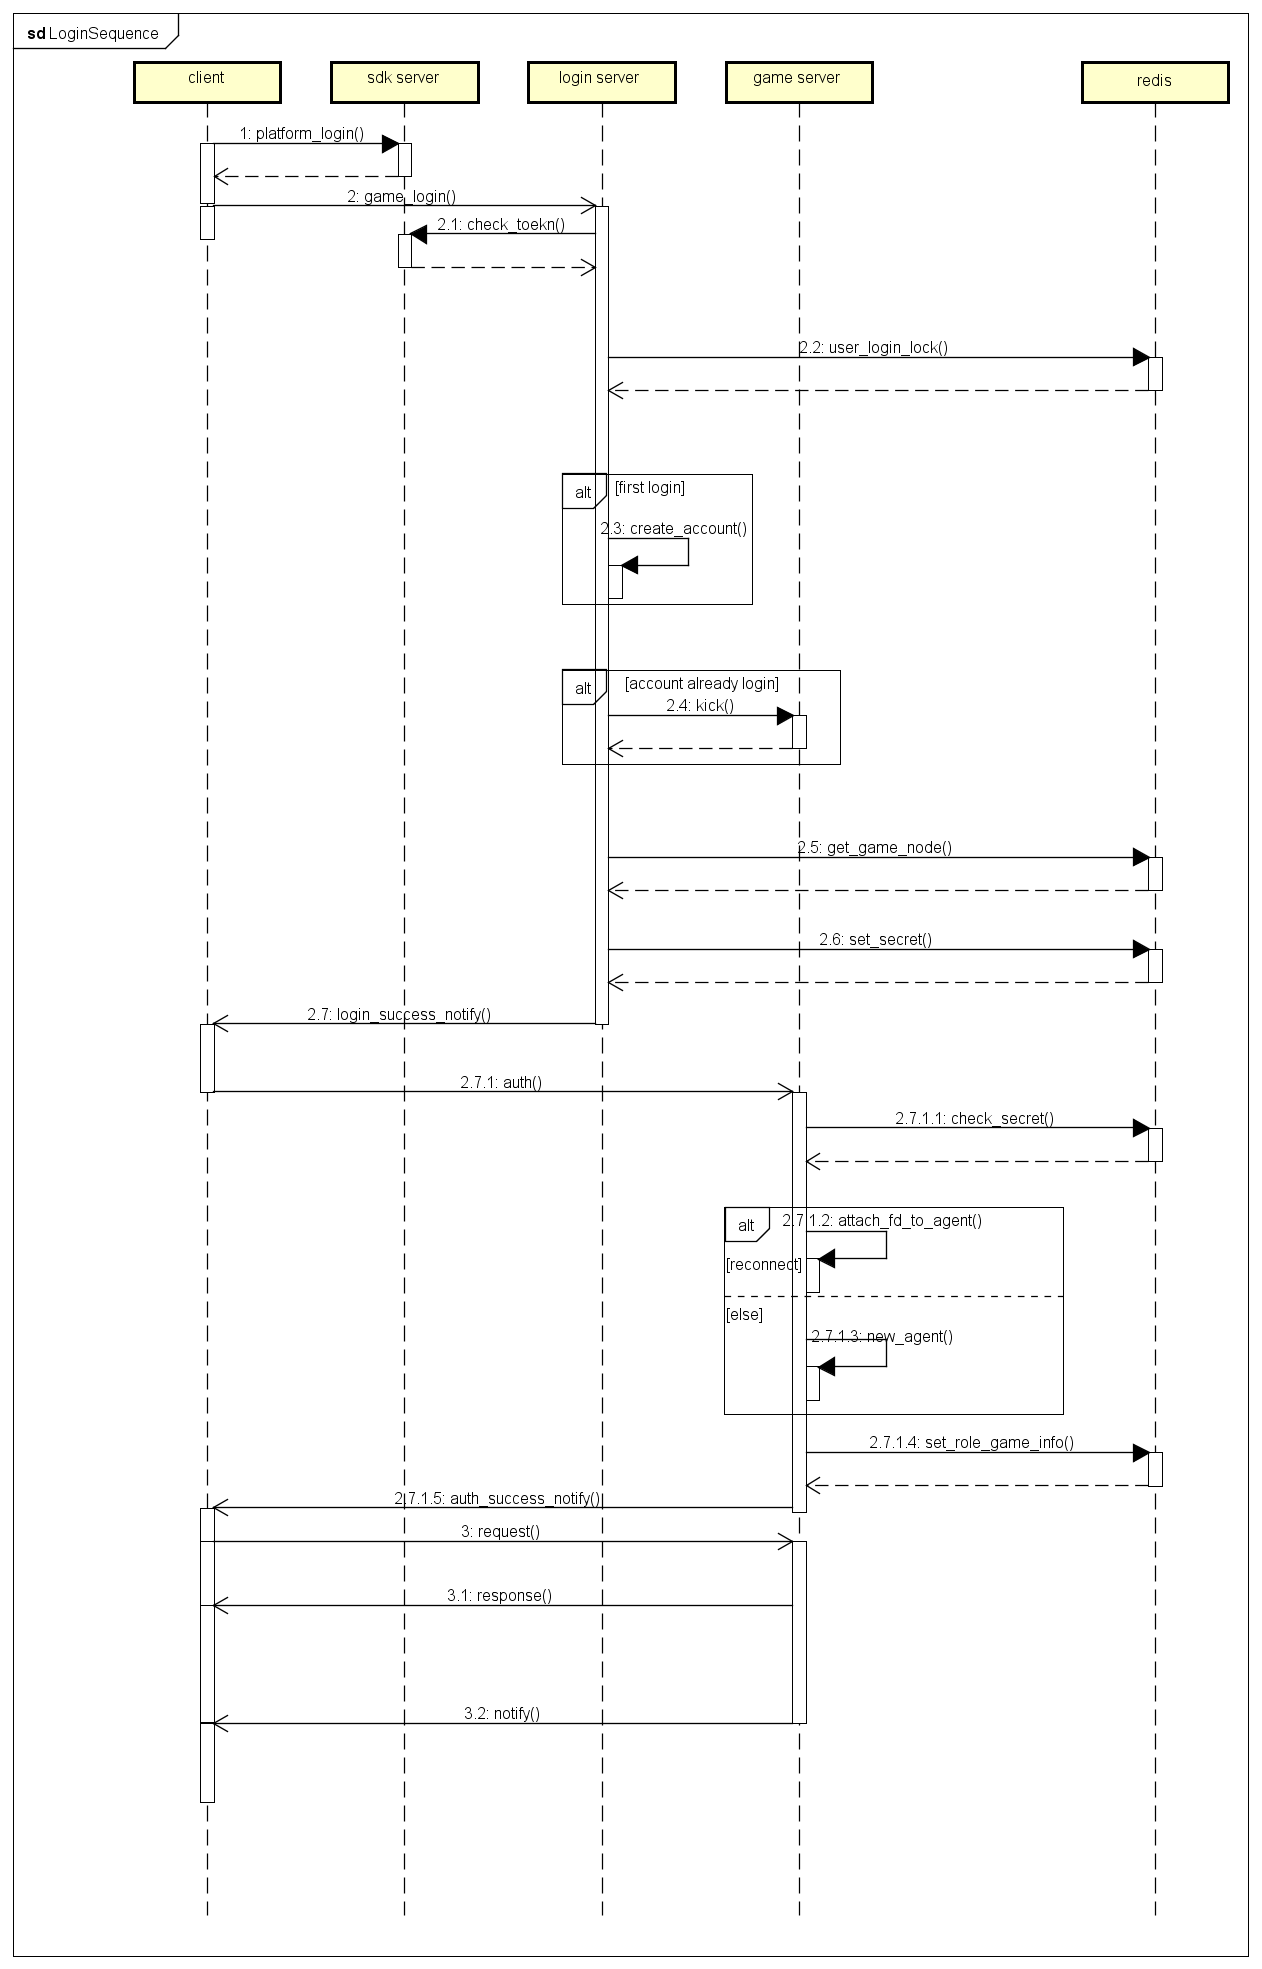 sd LoginSequence
client
sdk server
login server
game server
redis
1: platform_login()
2: game_login()
2.1: check_toekn()
2.2: user_login_lock()
alt
[first login]
2.3: create_account()
alt
[account already login]
2.4: kick()
2.5: get_game_node()
2.6: set_secret()
2.7: login_success_notify()
2.7.1: auth()
2.7.1.1: check_secret()
alt
2.7.1.2: attach_fd_to_agent()
[reconnect]
[else]
2.7.1.3: new_agent()
2.7.1.4: set_role_game_info()
2.7.1.5: auth_success_notify()
3: request()
3.1: response()
3.2: notify()